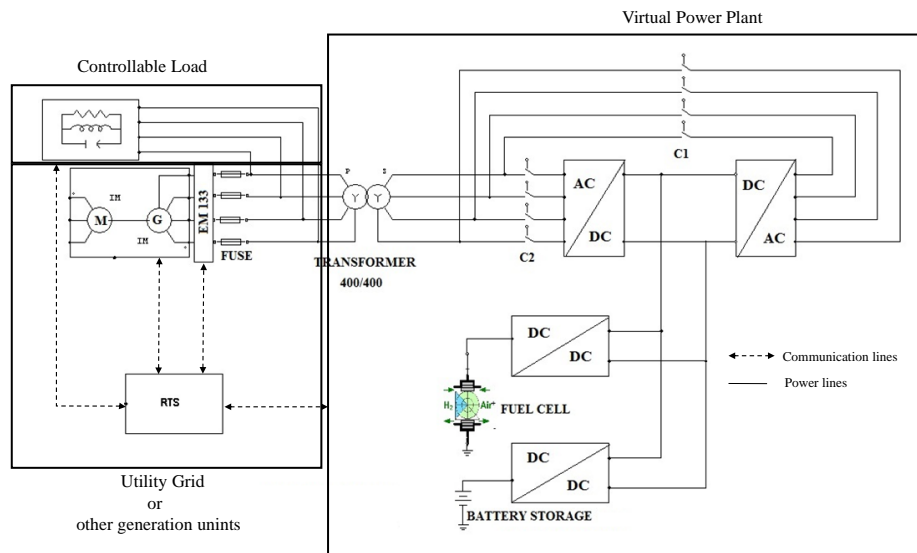 Virtual Power Plant
Controllable Load
C1
P
S
IM
M
G
IM
EM 133
FUSE
TRANSFORMER
400/400
C2
AC
DC
DC
AC
DC
DC
H2
Air
FUEL CELL
DC
DC
BATTERY STORAGE
RTS
Communication lines
Power lines
Utility Grid
or
other generation unints